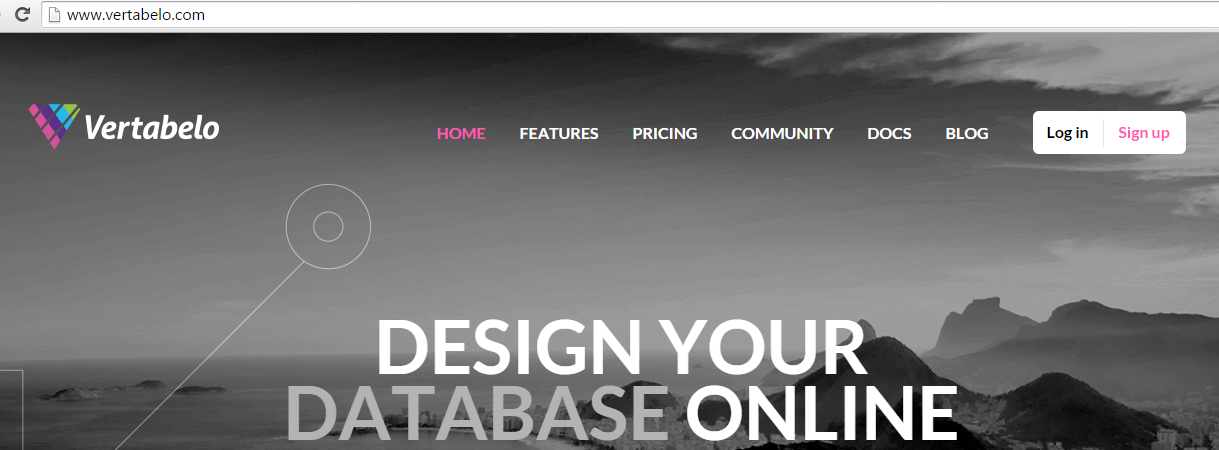 www.vertabelo.com
Vertabelo HOME FEATURES PRICING COMMUNITY DOCS BLOG Log in Sign up
DESIGN YOUR
DATABASE ONLINE